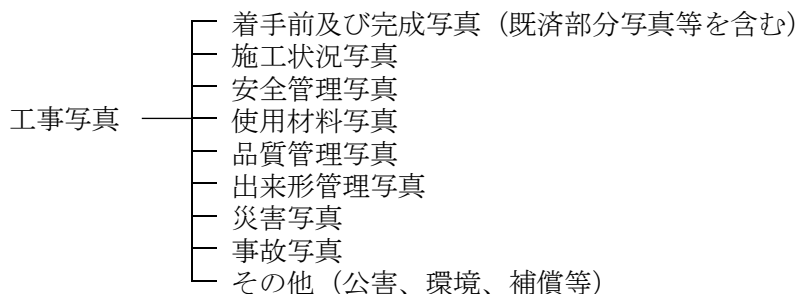 着手前及び完成写真（既済部分写真等を含む）
施工状況写真
安全管理写真
工事写真
使用材料写真
品質管理写真
出来形管理写真
災害写真
事故写真
その他（公害、環境、補償等）